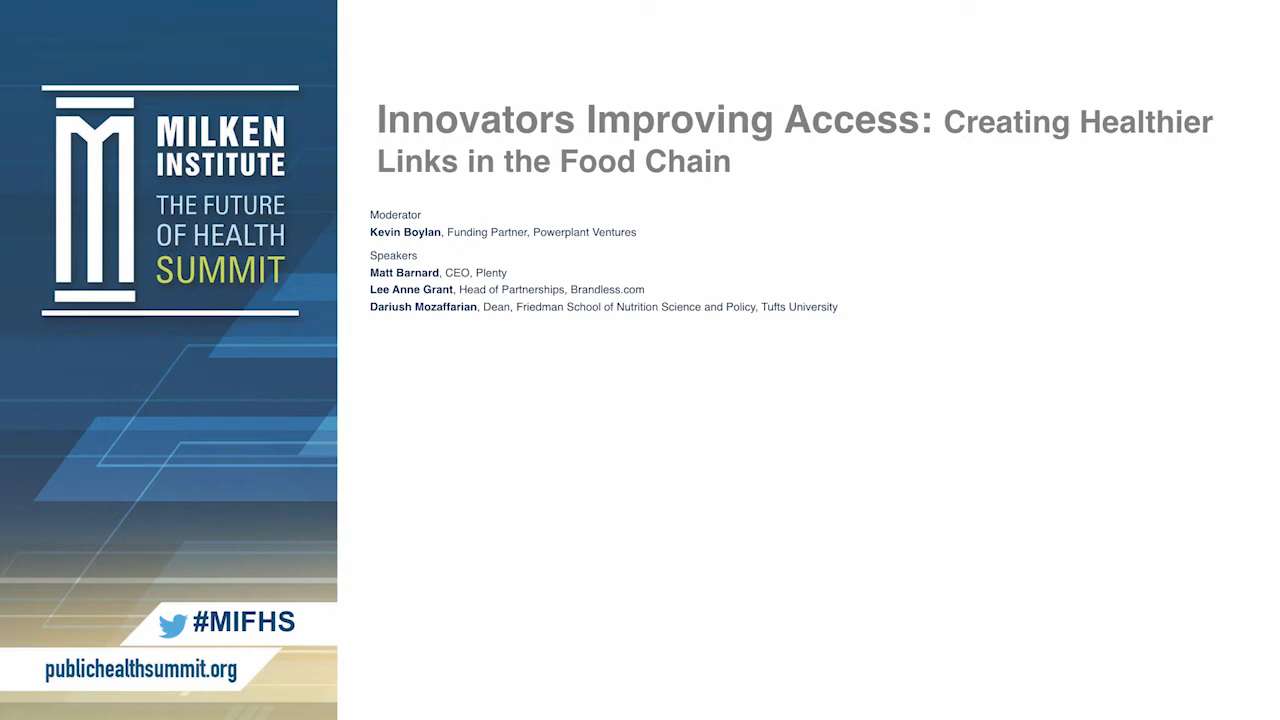 MILKEN
INSTITUTE
THE FUTURE
OF HEALTH
SUMMIT
#MIFHS
publichealthsummit.org
Innovators Improving Access: Creating Healthier
Links in the Food Chain
Moderator
Kevin Boylan, Funding Partner, Powerplant Ventures
Speakers
Matt Barnard, CEO, Plenty
Lee Anne Grant, Head of Partnerships, Brandless.com
Dariush Mozaffarian, Dean, Friedman School of Nutrition Science and Policy, Tufts University